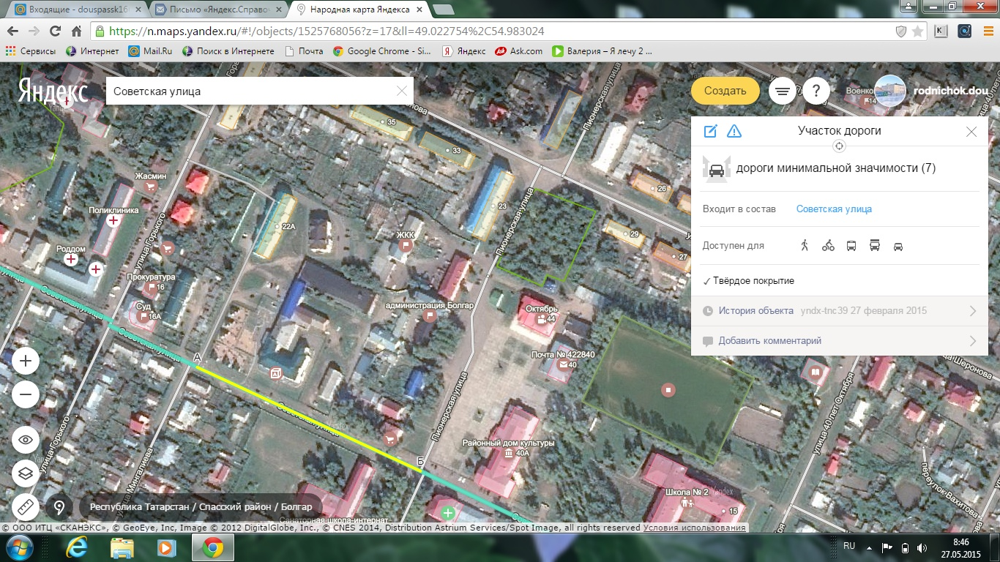 Входящие - douspassk16
Письмо «Яндекс.Справо
Народная карта Яндекса
https://n.maps.yandex.ru/#!/objects/1525768056?z=17&ll=49.022754%2C54.983024
Сервисы
Интернет
Mail.Ru
Поиск в Интернете
Почта
Google Chrome - Si...
Яндекс
Ask.com
Валерия – Я лечу 2 ...
Яндекс
Советская улица
Создать
?
Военко
14
rodnichok.dou
Участок дороги
дороги минимальной значимости (7)
Входит в состав Советская улица
Доступен для
✓ Твёрдое покрытие
История объекта yndx-tnc39 27 февраля 2015
Добавить комментарий
35
33
Пионерская улица
Жасмин
Поликлиника
улица Горького
22А
23
26
29
27
Пионерская улица
ЖКК
Роддом
Прокуратура
16
Суд
16А
администрация Болгар
Октябрь
44
Почта № 422840
40
Советская улица
Советская улица
А
Советская улица
Yandex
Б
Пионерская улица
Районный дом культуры
40А
улица 40 лет Октября
переулок Вахитова
улица Горького
улица Мингалиева
Школа № 2
Yandex
15
Санаторная школа-интернат
Республика Татарстан / Спасский район / Болгар
© ООО ИТЦ «СКАНЭКС», © GeoEye, Inc, Image © 2012 DigitalGlobe, Inc., © CNES 2014, Distribution Astrium Services/Spot Image, all rights reserved Условия использования
RU
8:46
27.05.2015